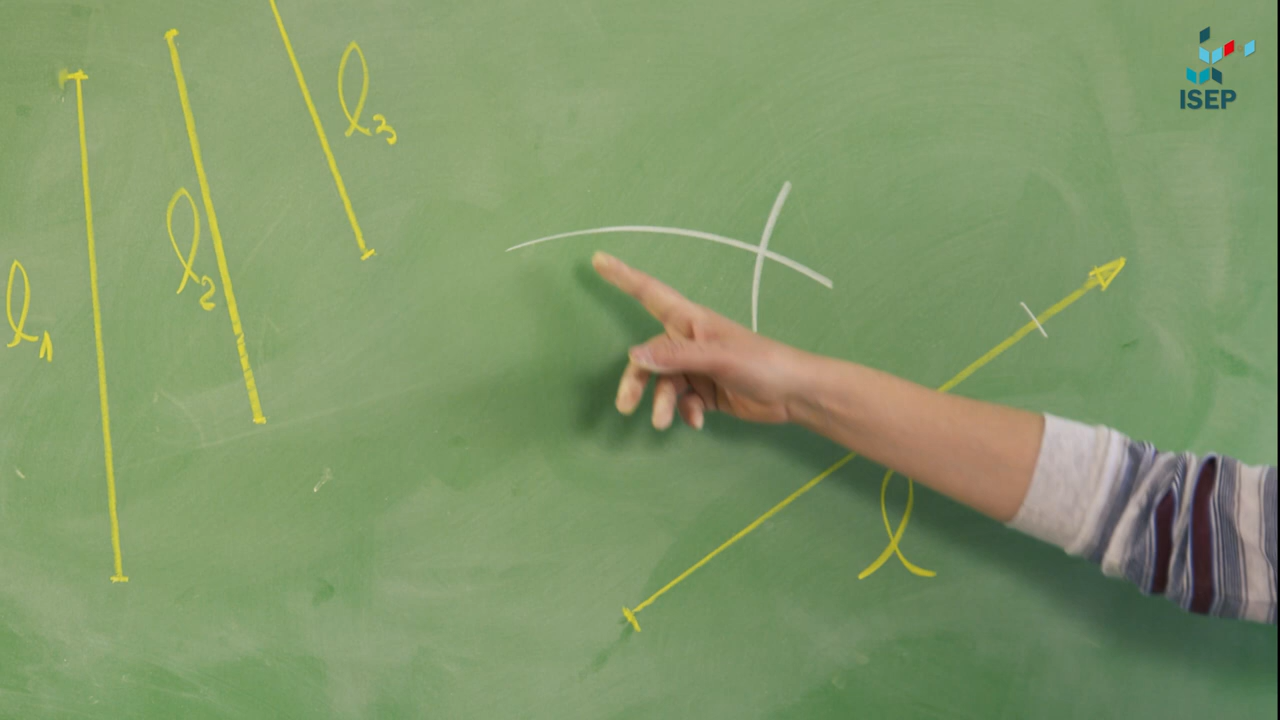 ℓ₃
ℓ₂
ℓ₁
ℓ
ISEP